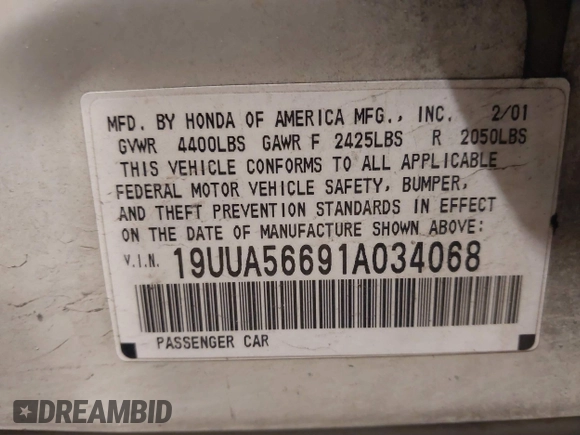 MFD. BY HONDA OF AMERICA MFG., INC. 2/01
GVWR 4400LBS GAWR F 2425LBS R 2050LBS
THIS VEHICLE CONFORMS TO ALL APPLICABLE
FEDERAL MOTOR VEHICLE SAFETY, BUMPER,
AND THEFT PREVENTION STANDARDS IN EFFECT
ON THE DATE OF MANUFACTURE SHOWN ABOVE:
V.I.N. 19UUA56691A034068
PASSENGER CAR
DREAMBID